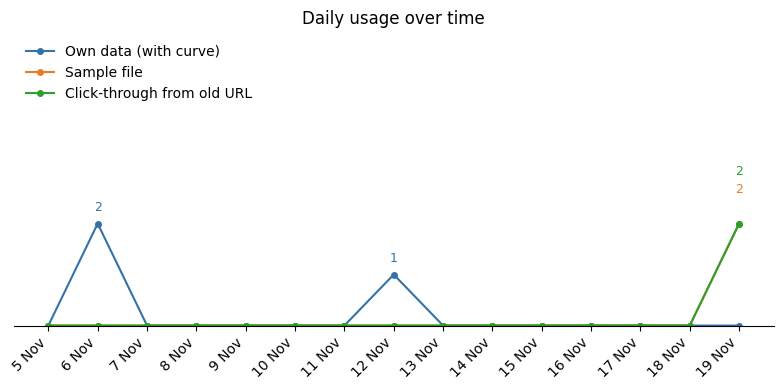 Daily usage over time
Own data (with curve)
Sample file
Click-through from old URL
2
2
2
1
5 Nov
6 Nov
7 Nov
8 Nov
9 Nov
10 Nov
11 Nov
12 Nov
13 Nov
14 Nov
15 Nov
16 Nov
17 Nov
18 Nov
19 Nov